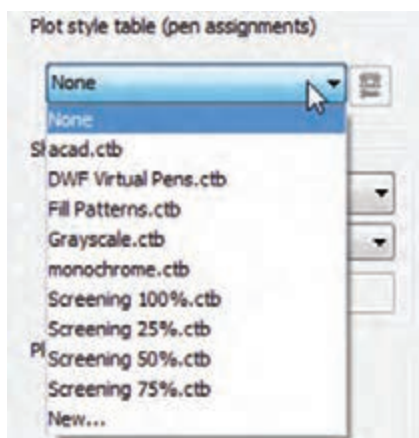 Plot style table (pen assignments)
None
None
acad.ctb
DWF Virtual Pens.ctb
Fill Patterns.ctb
Grayscale.ctb
monochrome.ctb
Screening 100%.ctb
Screening 25%.ctb
Screening 50%.ctb
Screening 75%.ctb
New...